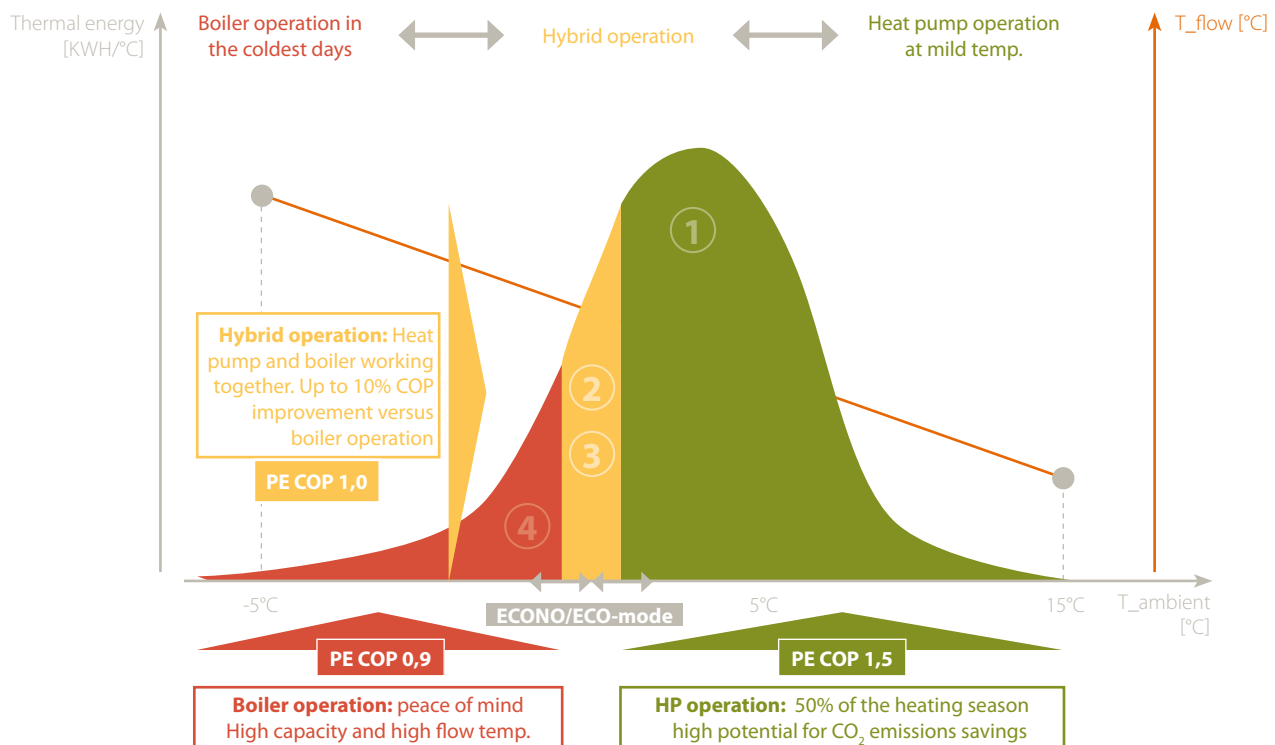 Thermal energy
[KWH/°C]
Boiler operation in
the coldest days
Hybrid operation
Heat pump operation
at mild temp.
T_flow [°C]
1
Hybrid operation: Heat
pump and boiler working
together. Up to 10% COP
improvement versus
boiler operation
PE COP 1,0
2
3
4
-5°C
ECONO/ECO-mode
5°C
15°C
T_ambient
[°C]
PE COP 0,9
PE COP 1,5
Boiler operation: peace of mind
High capacity and high flow temp.
HP operation: 50% of the heating season
high potential for CO₂ emissions savings